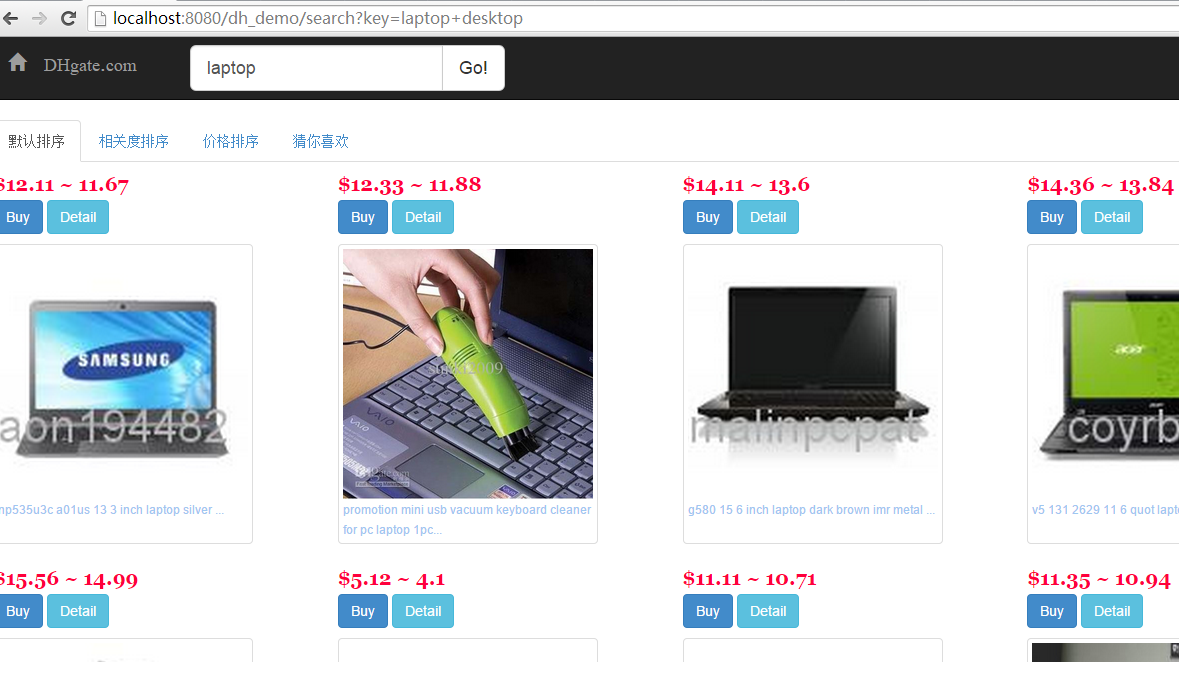 localhost:8080/dh_demo/search?key=laptop+desktop
DHgate.com
laptop
Go!
默认排序 相关度排序 价格排序 猜你喜欢
$12.11 ~ 11.67 $12.33 ~ 11.88 $14.11 ~ 13.6 $14.36 ~ 13.84
Buy Detail Buy Detail Buy Detail Buy Detail
SAMSUNG
aon194482
VAIO
DHgate.com
malinpcpat
acer
coyrb
np535u3c a01us 13 3 inch laptop silver ...
promotion mini usb vacuum keyboard cleaner
for pc laptop 1pc...
g580 15 6 inch laptop dark brown imr metal ...
v5 131 2629 11 6 quot lapt
$15.56 ~ 14.99 $5.12 ~ 4.1 $11.11 ~ 10.71 $11.35 ~ 10.94
Buy Detail Buy Detail Buy Detail Buy Detail